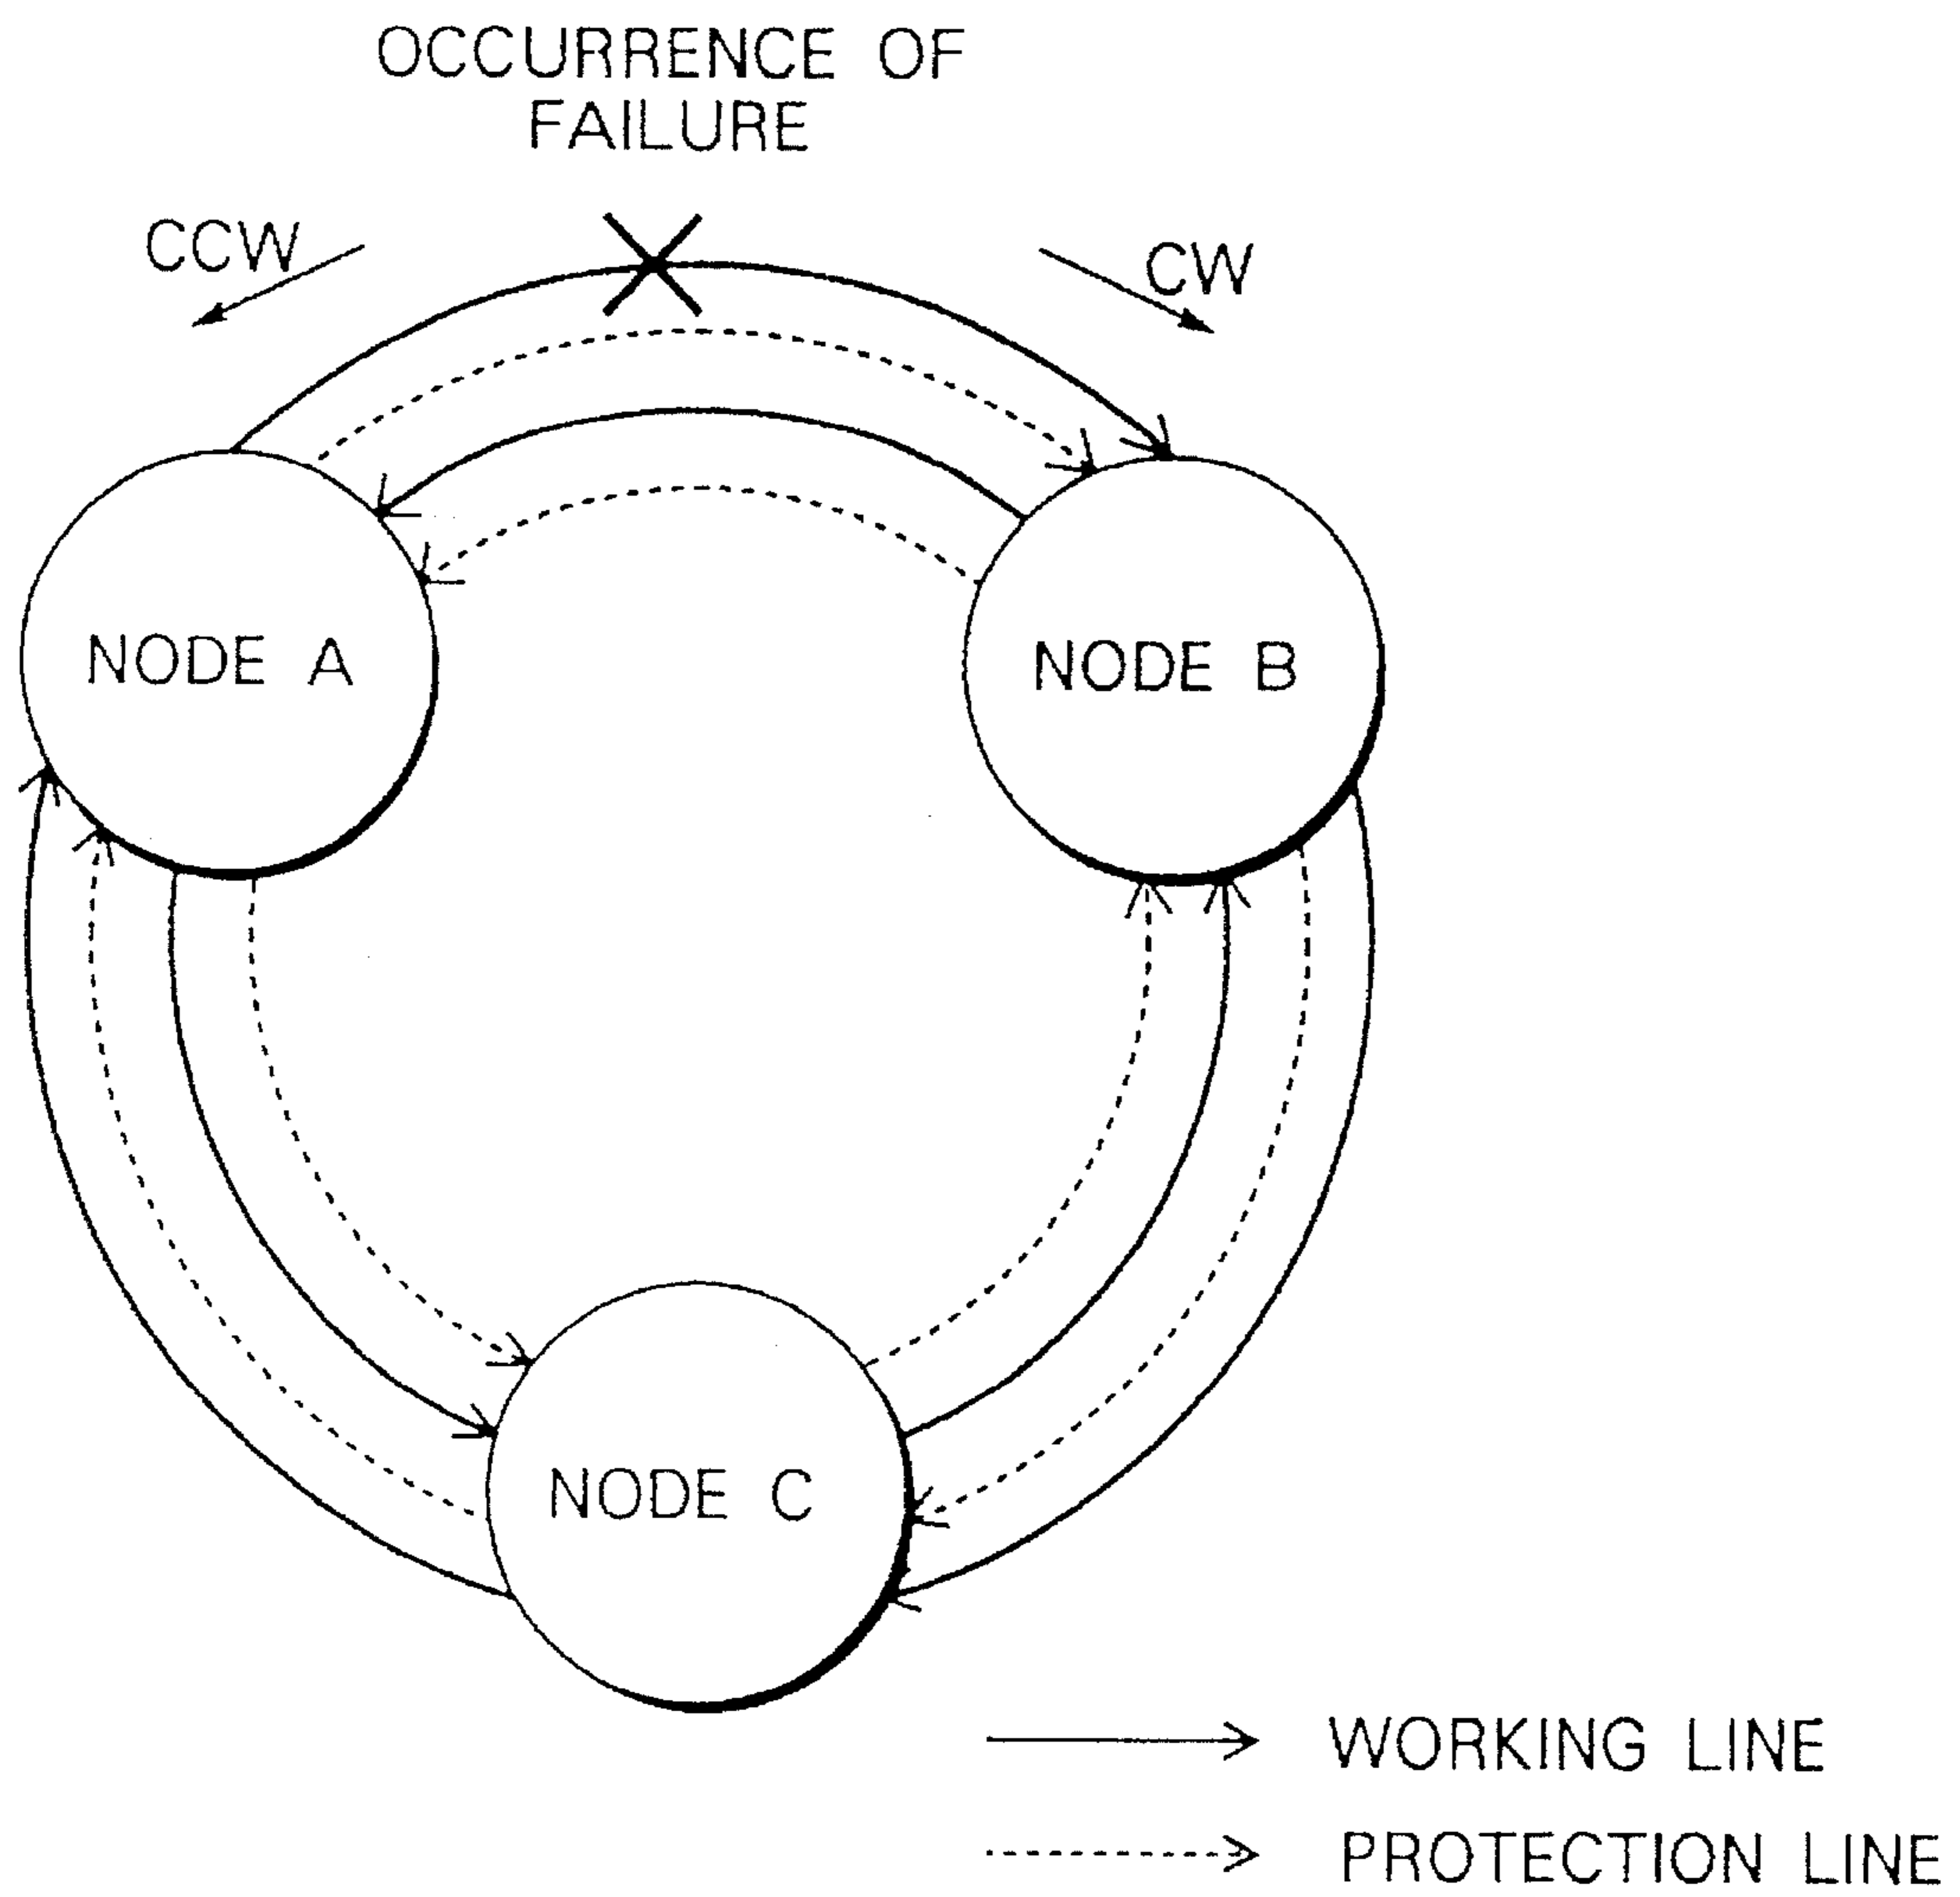 OCCURRENCE OF
FAILURE
CCW
CW
NODE A
NODE B
NODE C
WORKING LINE
PROTECTION LINE